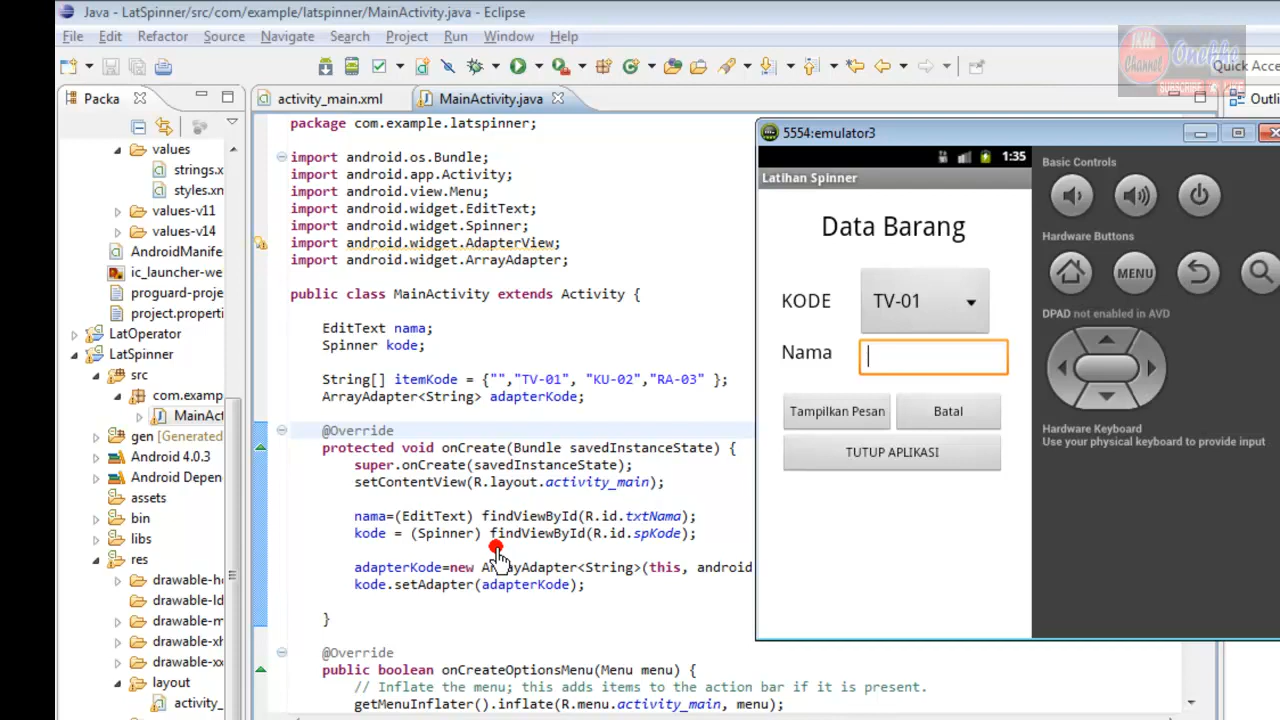 Java - LatSpinner/src/com/example/latspinner/MainActivity.java - Eclipse
File Edit Refactor Source Navigate Search Project Run Window Help
JKHs Channel
Onekho
SUBSCRIBE & LIKE
Quick Acce
Packa
activity_main.xml
MainActivity.java
Outli
values
strings.x
styles.xn
values-v11
values-v14
AndroidManife
ic_launcher-we
proguard-proje
project.properti
LatOperator
LatSpinner
src
com.examp
MainAct
gen [Generated
Android 4.0.3
Android Depen
assets
bin
libs
res
drawable-h
drawable-ld
drawable-m
drawable-xh
drawable-xx
layout
activity_
package com.example.latspinner;
import android.os.Bundle;
import android.app.Activity;
import android.view.Menu;
import android.widget.EditText;
import android.widget.Spinner;
import android.widget.AdapterView;
import android.widget.ArrayAdapter;
public class MainActivity extends Activity {
EditText nama;
Spinner kode;
String[] itemKode = {"","TV-01", "KU-02","RA-03" };
ArrayAdapter<String> adapterKode;
@Override
protected void onCreate(Bundle savedInstanceState) {
super.onCreate(savedInstanceState);
setContentView(R.layout.activity_main);
nama=(EditText) findViewById(R.id.txtNama);
kode = (Spinner) findViewById(R.id.spKode);
adapterKode=new ArrayAdapter<String>(this, android
kode.setAdapter(adapterKode);
}
@Override
public boolean onCreateOptionsMenu(Menu menu) {
// Inflate the menu; this adds items to the action bar if it is present.
getMenuInflater().inflate(R.menu.activity_main, menu);
5554:emulator3
1:35
Latihan Spinner
Data Barang
KODE
TV-01
Nama
Tampilkan Pesan
Batal
TUTUP APLIKASI
Basic Controls
Hardware Buttons
MENU
DPAD not enabled in AVD
Hardware Keyboard
Use your physical keyboard to provide input